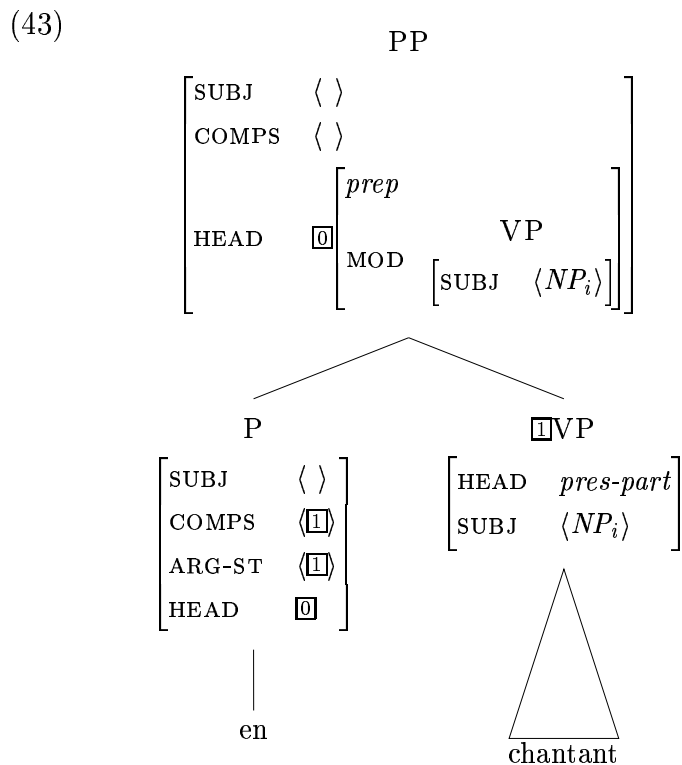 (43)
PP
SUBJ ⟨ ⟩
COMPS ⟨ ⟩
prep
HEAD 0 VP
MOD
SUBJ ⟨NPi⟩
P 1VP
SUBJ ⟨ ⟩
COMPS ⟨1⟩
ARG-ST ⟨1⟩
HEAD 0
HEAD pres-part
SUBJ ⟨NPi⟩
en
chantant